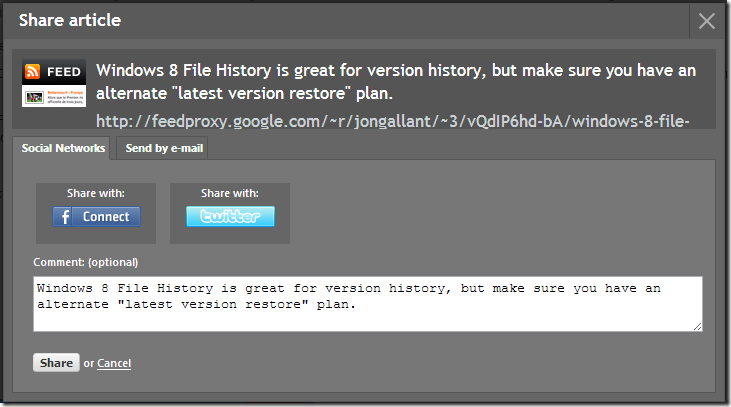 Share article
FEED
Windows 8 File History is great for version history, but make sure you have an
alternate "latest version restore" plan.
http://feedproxy.google.com/~r/jongallant/~3/vQdIP6hd-bA/windows-8-file-
Social Networks
Send by e-mail
Share with:
Share with:
f Connect
twitter
Comment: (optional)
Windows 8 File History is great for version history, but make sure you have an
alternate "latest version restore" plan.
Share or Cancel